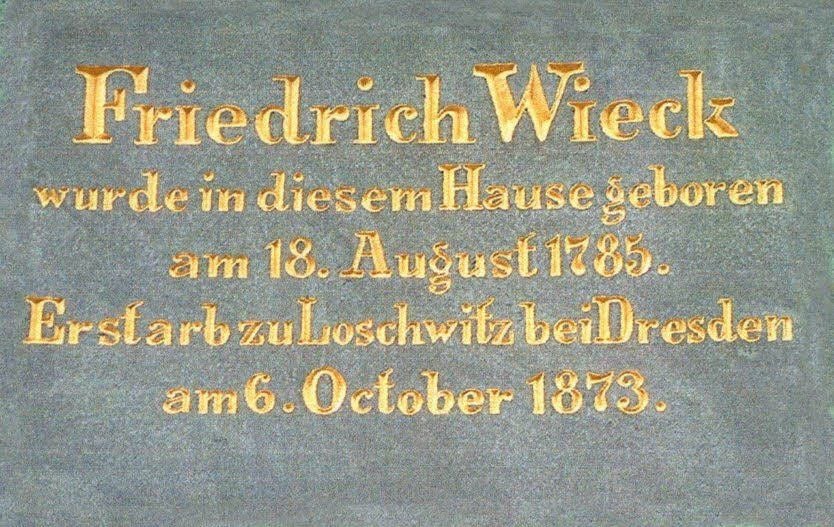 Friedrich Wieck
wurde in diesem Hause geboren
am 18. August 1785.
Er starb zu Loschwitz bei Dresden
am 6. October 1873.